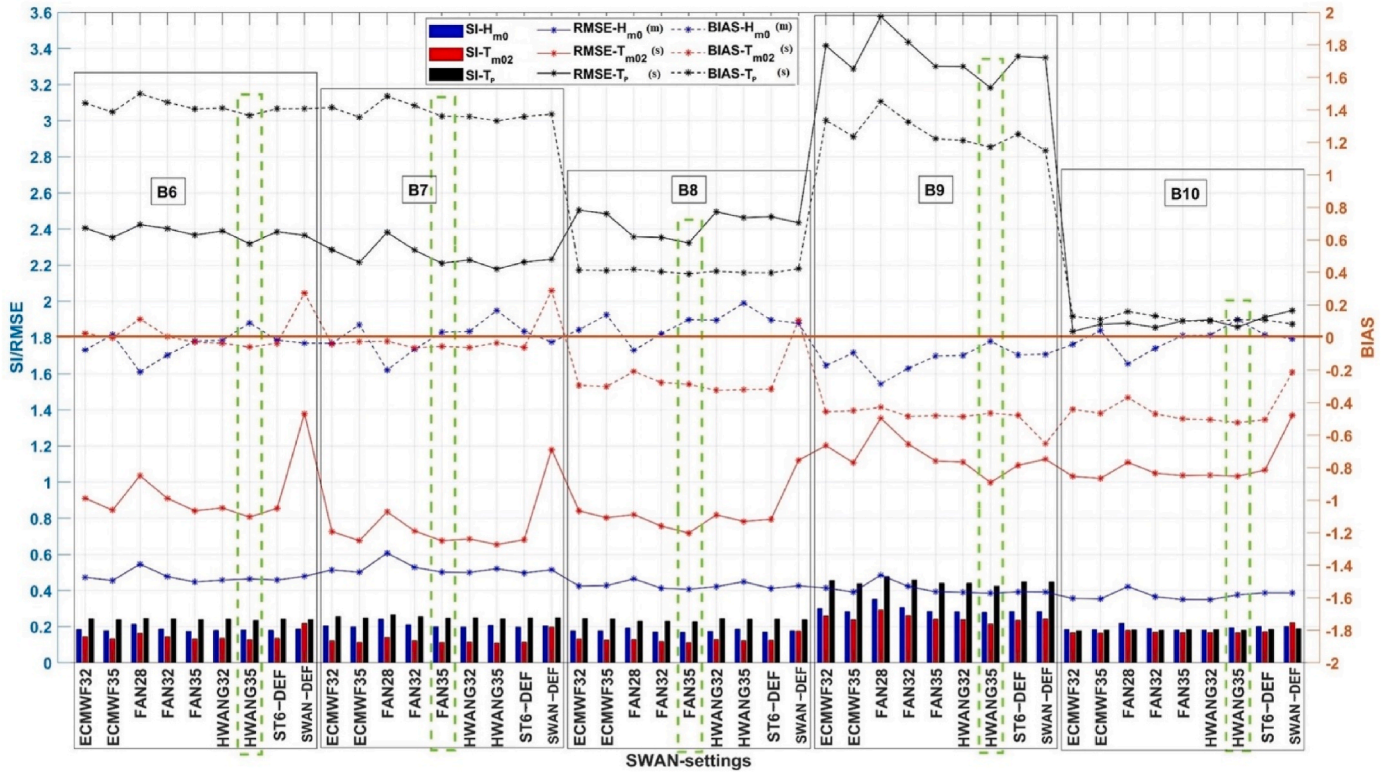 3.6
3.4
3.2
3
2.8
2.6
2.4
2.2
2
1.8
1.6
1.4
1.2
1
0.8
0.6
0.4
0.2
0
SI/RMSE
SI-Hm0
SI-Tm02
SI-TP
RMSE-Hm0 (m)
RMSE-Tm02 (s)
RMSE-TP (s)
BIAS-Hm0 (m)
BIAS-Tm02 (s)
BIAS-TP (s)
B6
B7
B8
B9
B10
2
1.8
1.6
1.4
1.2
1
0.8
0.6
0.4
0.2
0
-0.2
-0.4
-0.6
-0.8
-1
-1.2
-1.4
-1.6
-1.8
-2
BIAS
ECMWF32
ECMWF35
FAN28
FAN32
FAN35
HWANG32
HWANG35
ST6-DEF
SWAN-DEF
ECMWF32
ECMWF35
FAN28
FAN32
FAN35
HWANG32
HWANG35
ST6-DEF
SWAN-DEF
ECMWF32
ECMWF35
FAN28
FAN32
FAN35
HWANG32
HWANG35
ST6-DEF
SWAN-DEF
ECMWF32
ECMWF35
FAN28
FAN32
FAN35
HWANG32
HWANG35
ST6-DEF
SWAN-DEF
ECMWF32
ECMWF35
FAN28
FAN32
FAN35
HWANG32
HWANG35
ST6-DEF
SWAN-DEF
SWAN-settings